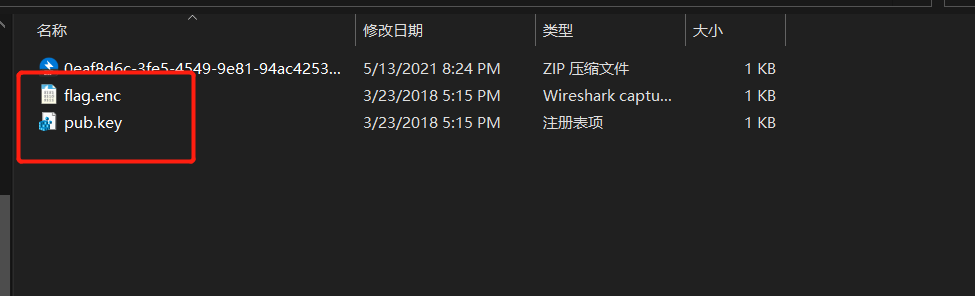 名称 修改日期 类型 大小
0eaf8d6c-3fe5-4549-9e81-94ac4253... 5/13/2021 8:24 PM ZIP 压缩文件 1 KB
flag.enc 3/23/2018 5:15 PM Wireshark captu... 1 KB
pub.key 3/23/2018 5:15 PM 注册表项 1 KB